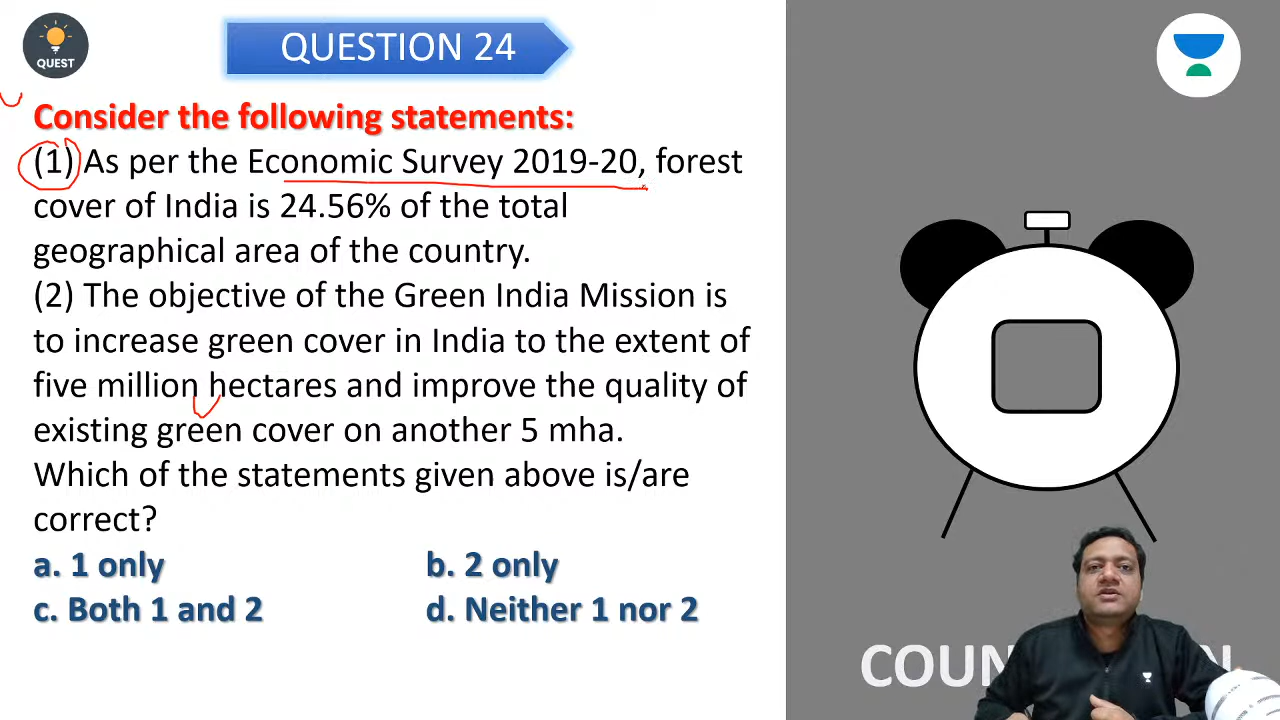 QUEST
QUESTION 24
Consider the following statements:
(1) As per the Economic Survey 2019-20, forest
cover of India is 24.56% of the total
geographical area of the country.
(2) The objective of the Green India Mission is
to increase green cover in India to the extent of
five million hectares and improve the quality of
existing green cover on another 5 mha.
Which of the statements given above is/are
correct?
a. 1 only b. 2 only
c. Both 1 and 2 d. Neither 1 nor 2